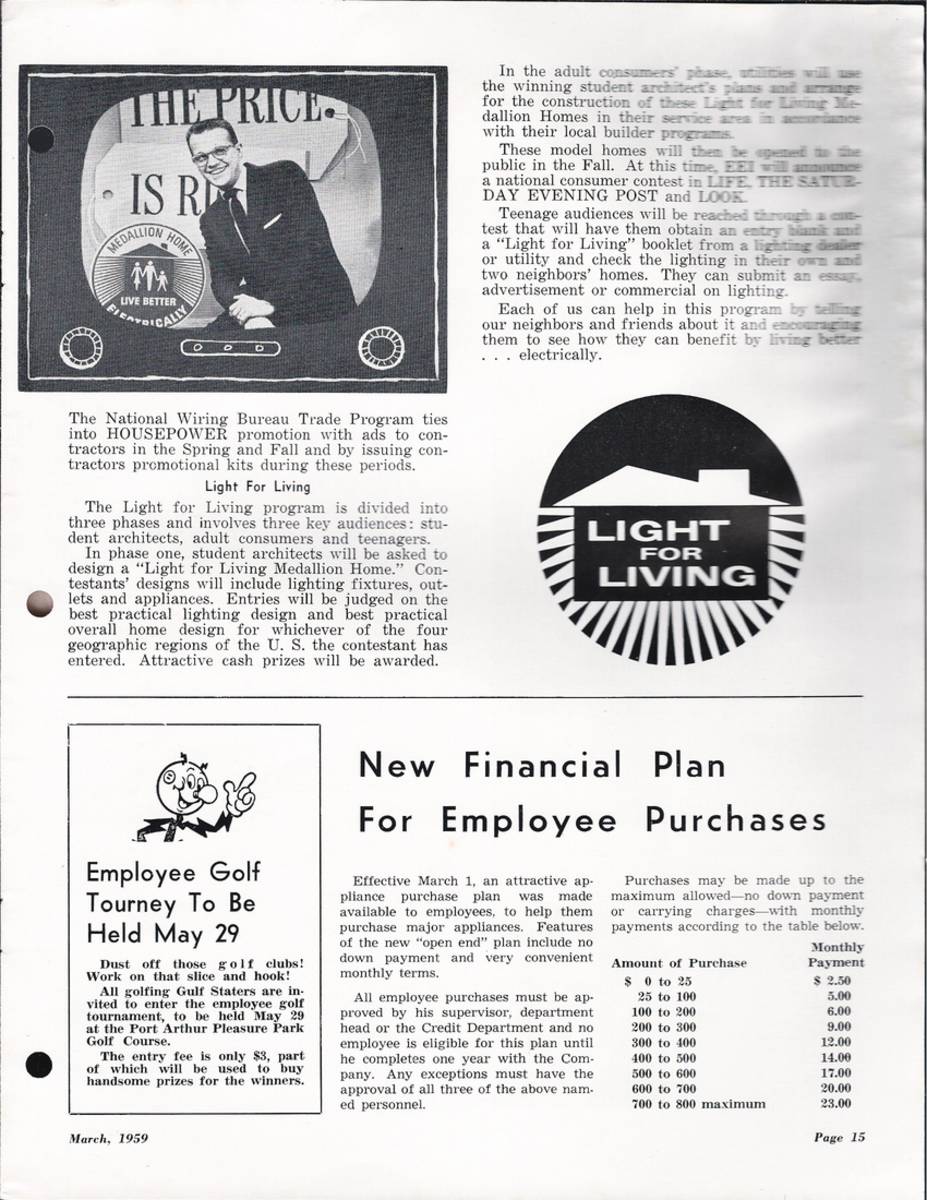 THE PRICE
IS RI
MEDALLION HOME
LIVE BETTER
ELECTRICALLY
The National Wiring Bureau Trade Program ties
into HOUSEPOWER promotion with ads to con-
tractors in the Spring and Fall and by issuing con-
tractors promotional kits during these periods.
Light For Living
The Light for Living program is divided into
three phases and involves three key audiences: stu-
dent architects, adult consumers and teenagers.
In phase one, student architects will be asked to
design a “Light for Living Medallion Home.” Con-
testants’ designs will include lighting fixtures, out-
lets and appliances. Entries will be judged on the
best practical lighting design and best practical
overall home design for whichever of the four
geographic regions of the U. S. the contestant has
entered. Attractive cash prizes will be awarded.
In the adult consumers’ phase, utilities will use
the winning student architect’s plans and arrange
for the construction of these Light for Living Me-
dallion Homes in their service area in accordance
with their local builder programs.
These model homes will then be opened to the
public in the Fall. At this time, EEI will announce
a national consumer contest in LIFE, THE SATUR-
DAY EVENING POST and LOOK.
Teenage audiences will be reached through a con-
test that will have them obtain an entry blank and
a “Light for Living” booklet from a lighting dealer
or utility and check the lighting in their own and
two neighbors’ homes. They can submit an essay,
advertisement or commercial on lighting.
Each of us can help in this program by telling
our neighbors and friends about it and encouraging
them to see how they can benefit by living better
. . . electrically.
LIGHT
FOR
LIVING
Employee Golf
Tourney To Be
Held May 29
Dust off those golf clubs!
Work on that slice and hook!
All golfing Gulf Staters are in-
vited to enter the employee golf
tournament, to be held May 29
at the Port Arthur Pleasure Park
Golf Course.
The entry fee is only $3, part
of which will be used to buy
handsome prizes for the winners.
New Financial Plan
For Employee Purchases
Effective March 1, an attractive ap-
pliance purchase plan was made
available to employees, to help them
purchase major appliances. Features
of the new “open end” plan include no
down payment and very convenient
monthly terms.
All employee purchases must be ap-
proved by his supervisor, department
head or the Credit Department and no
employee is eligible for this plan until
he completes one year with the Com-
pany. Any exceptions must have the
approval of all three of the above nam-
ed personnel.
Purchases may be made up to the
maximum allowed—no down payment
or carrying charges—with monthly
payments according to the table below.
Monthly
Amount of Purchase Payment
$ 0 to 25 $ 2.50
25 to 100 5.00
100 to 200 6.00
200 to 300 9.00
300 to 400 12.00
400 to 500 14.00
500 to 600 17.00
600 to 700 20.00
700 to 800 maximum 23.00
March, 1959
Page 15